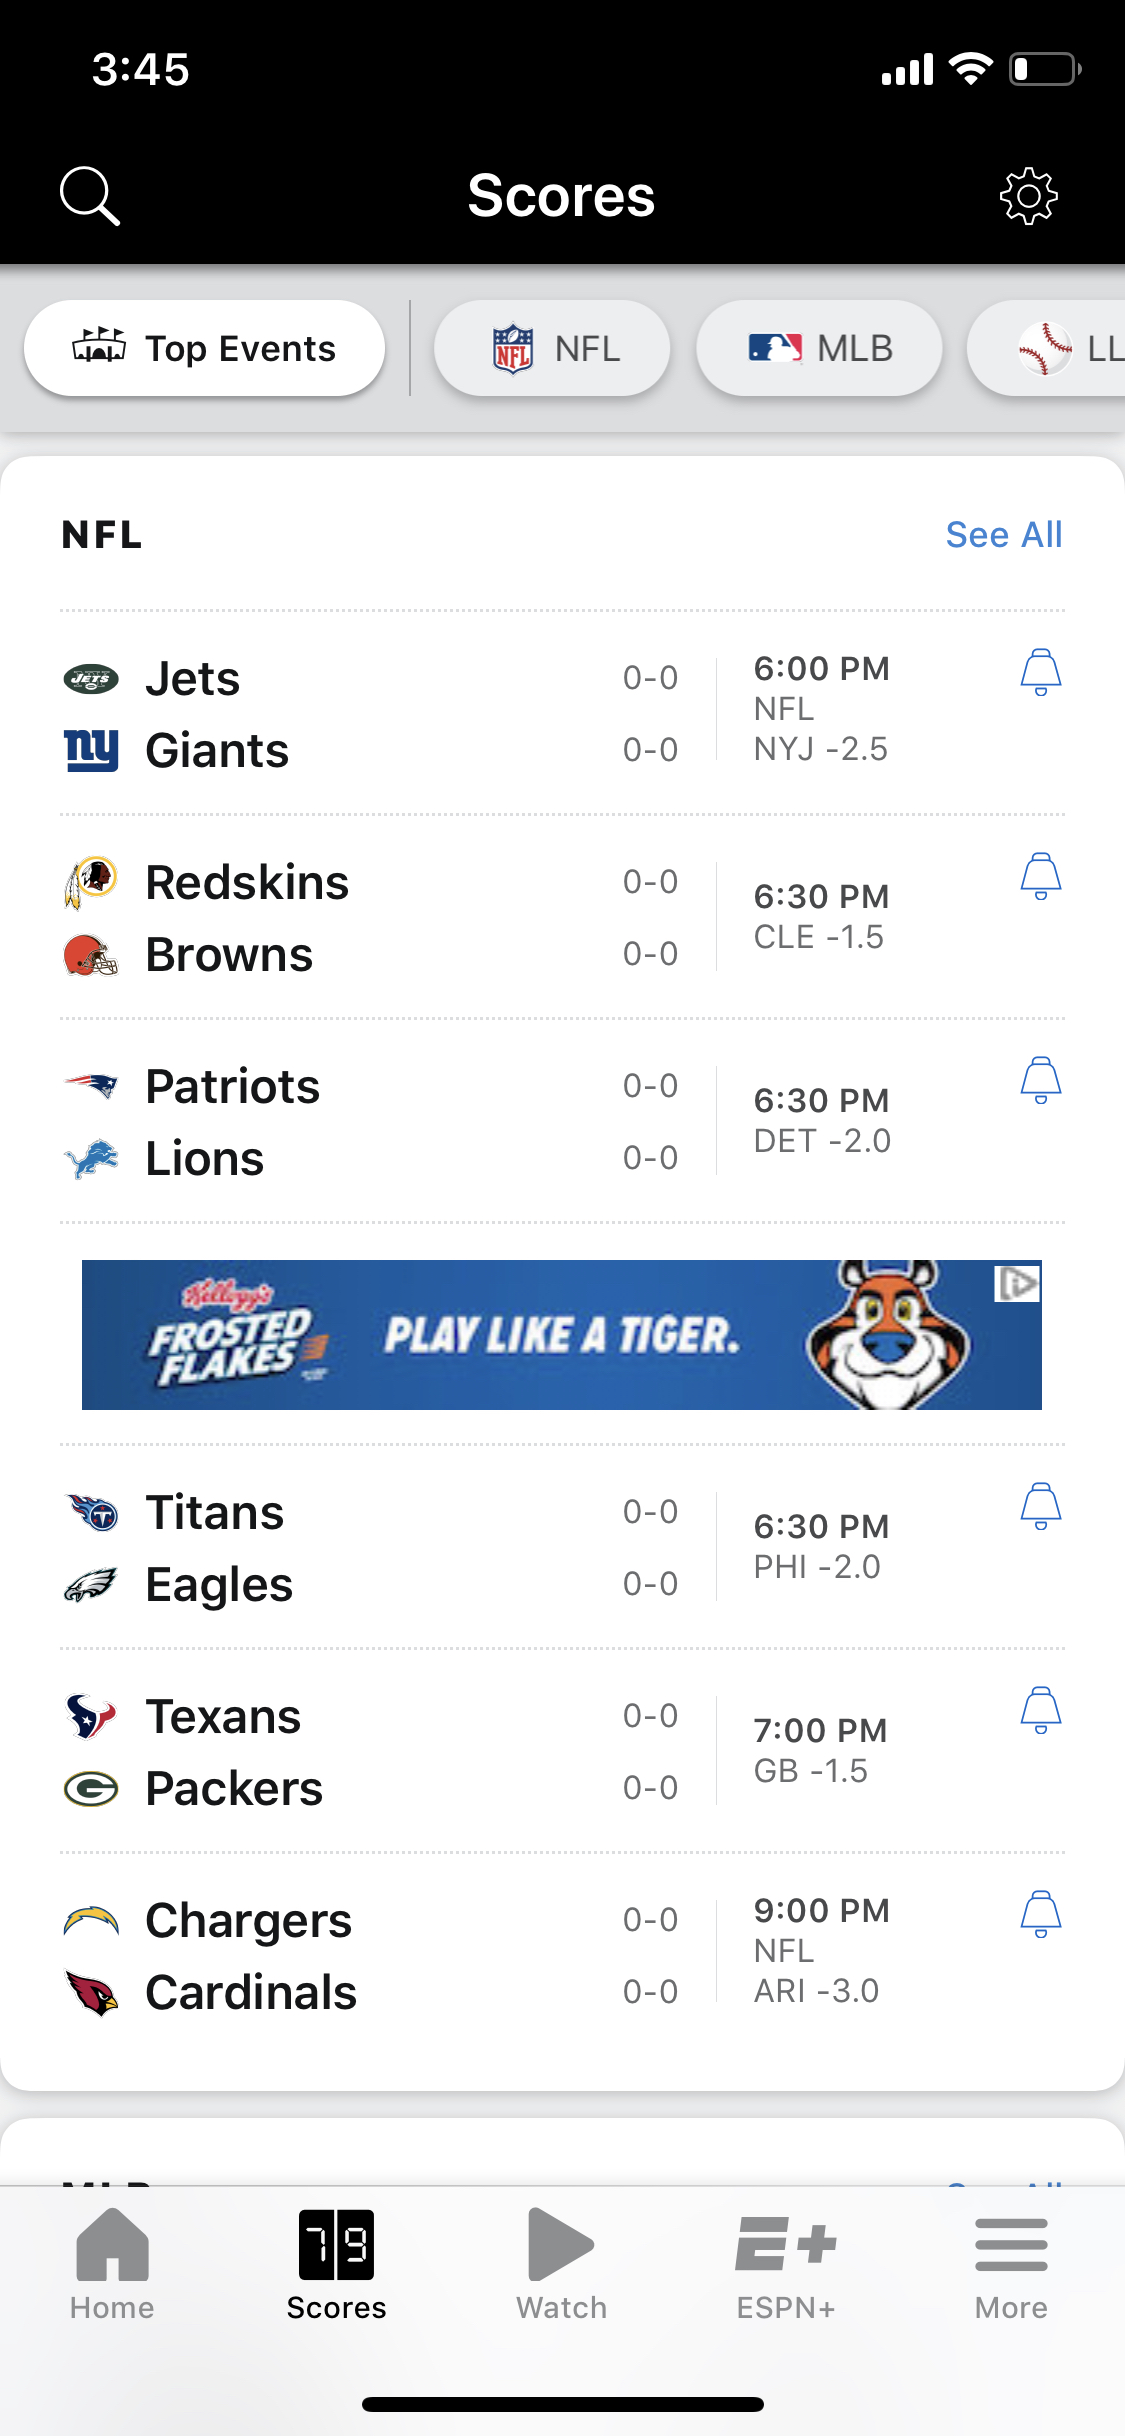 3:45
Scores
Top Events
NFL
MLB
LL
NFL
See All
Jets 0-0
Giants 0-0
6:00 PM
NFL
NYJ -2.5
Redskins 0-0
Browns 0-0
6:30 PM
CLE -1.5
Patriots 0-0
Lions 0-0
6:30 PM
DET -2.0
Kellogg's
FROSTED
FLAKES
PLAY LIKE A TIGER.
Titans 0-0
Eagles 0-0
6:30 PM
PHI -2.0
Texans 0-0
Packers 0-0
7:00 PM
GB -1.5
Chargers 0-0
Cardinals 0-0
9:00 PM
NFL
ARI -3.0
MLB
See All
Home
Scores
Watch
E+
ESPN+
More